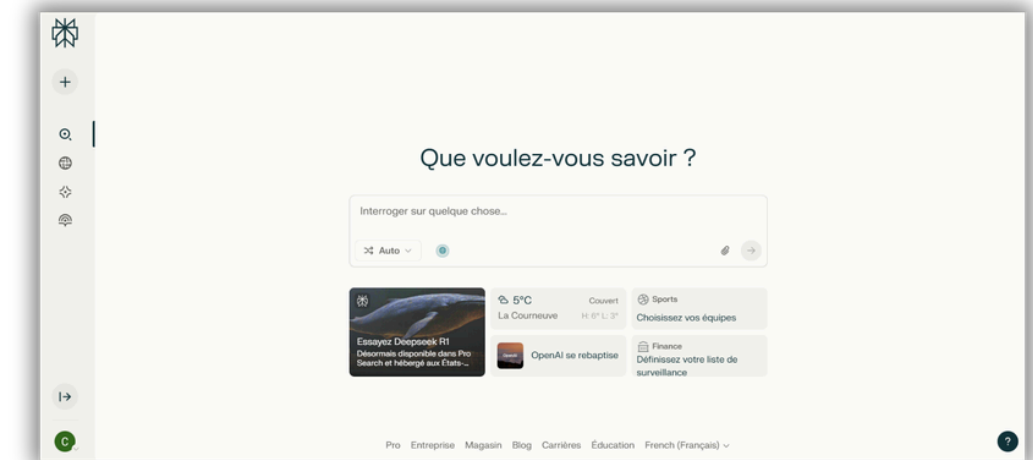 Que voulez-vous savoir ?
Interroger sur quelque chose...
Auto
5°C
Couvert
La Courneuve
H: 6° L: 3°
Sports
Choisissez vos équipes
Essayez Deepseek R1
Désormais disponible dans Pro
Search et hébergé aux États-...
OpenAI
OpenAI se rebaptise
Finance
Définissez votre liste de
surveillance
C
Pro Entreprise Magasin Blog Carrières Éducation French (Français)
?